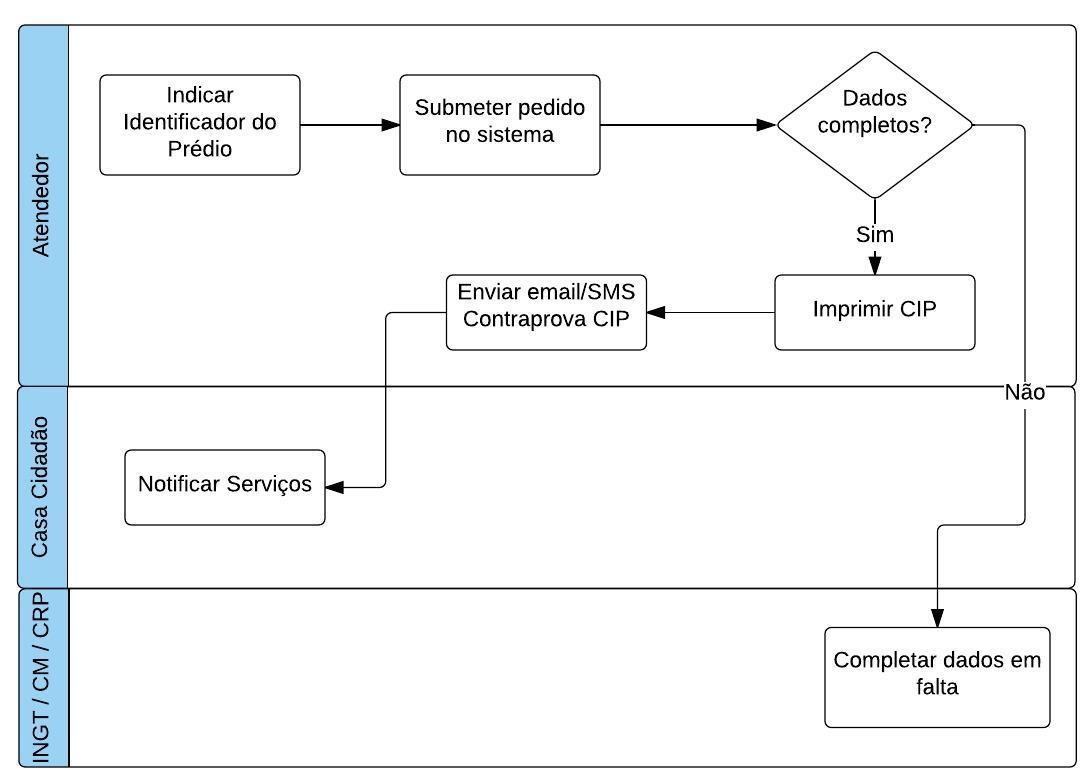 Atendedor
Indicar
Identificador do
Prédio
Submeter pedido
no sistema
Dados
completos?
Sim
Imprimir CIP
Enviar email/SMS
Contraprova CIP
Não
Casa Cidadão
Notificar Serviços
INGT / CM / CRP
Completar dados em
falta